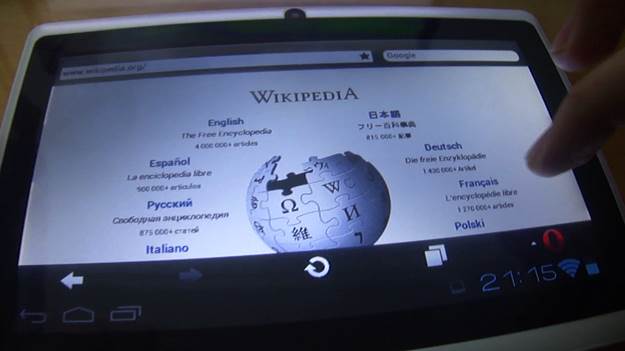 www.wikipedia.org/
Google
WIKIPEDIA
English
The Free Encyclopedia
4 000 000+ articles
日本語
フリー百科事典
815 000+ 記事
Español
La enciclopedia libre
900 000+ artículos
Deutsch
Die freie Enzyklopädie
1 430 000+ Artikel
Русский
Свободная энциклопедия
875 000+ статей
Français
L'encyclopédie libre
1 270 000+ articles
Italiano
Polski
Ω
W
И
維
21:15